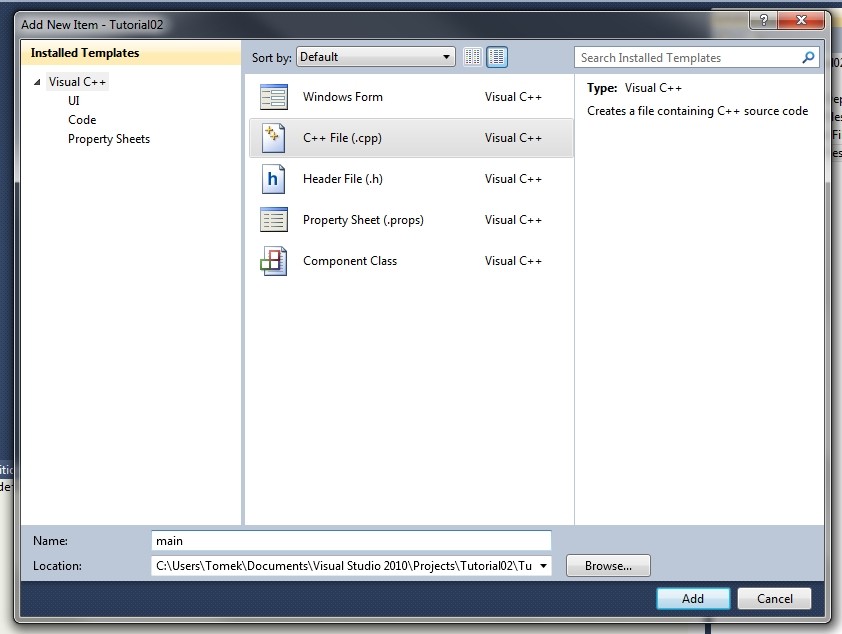 Add New Item - Tutorial02
Installed Templates
Visual C++
UI
Code
Property Sheets
Sort by: Default
Search Installed Templates
Windows Form Visual C++
C++ File (.cpp) Visual C++
h Header File (.h) Visual C++
Property Sheet (.props) Visual C++
Component Class Visual C++
Type: Visual C++
Creates a file containing C++ source code
Name: main
Location: C:\Users\Tomek\Documents\Visual Studio 2010\Projects\Tutorial02\Tu
Browse...
Add Cancel